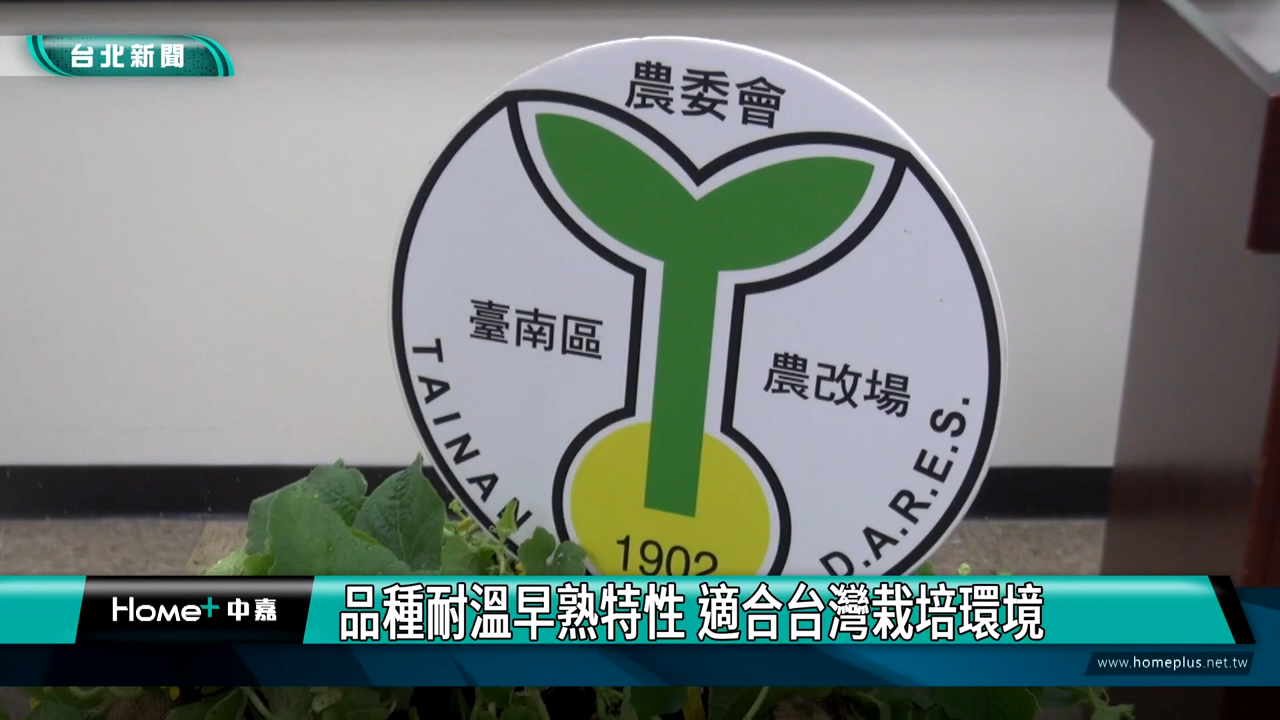 台北新聞
農委會
臺南區
農改場
TAINAN
D.A.R.E.S.
1902
Home+中嘉
品種耐溫早熟特性 適合台灣栽培環境
www.homeplus.net.tw